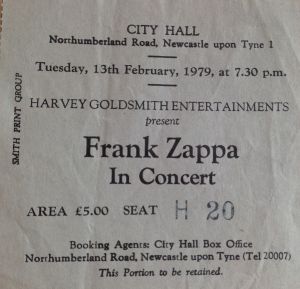 CITY HALL
Northumberland Road, Newcastle upon Tyne 1
Tuesday, 13th February, 1979, at 7.30 p.m.
SMITH PRINT GROUP
HARVEY GOLDSMITH ENTERTAINMENTS
present
Frank Zappa
In Concert
AREA £5.00 SEAT H 20
Booking Agents: City Hall Box Office
Northumberland Road, Newcastle upon Tyne (Tel 20007)
This Portion to be retained.